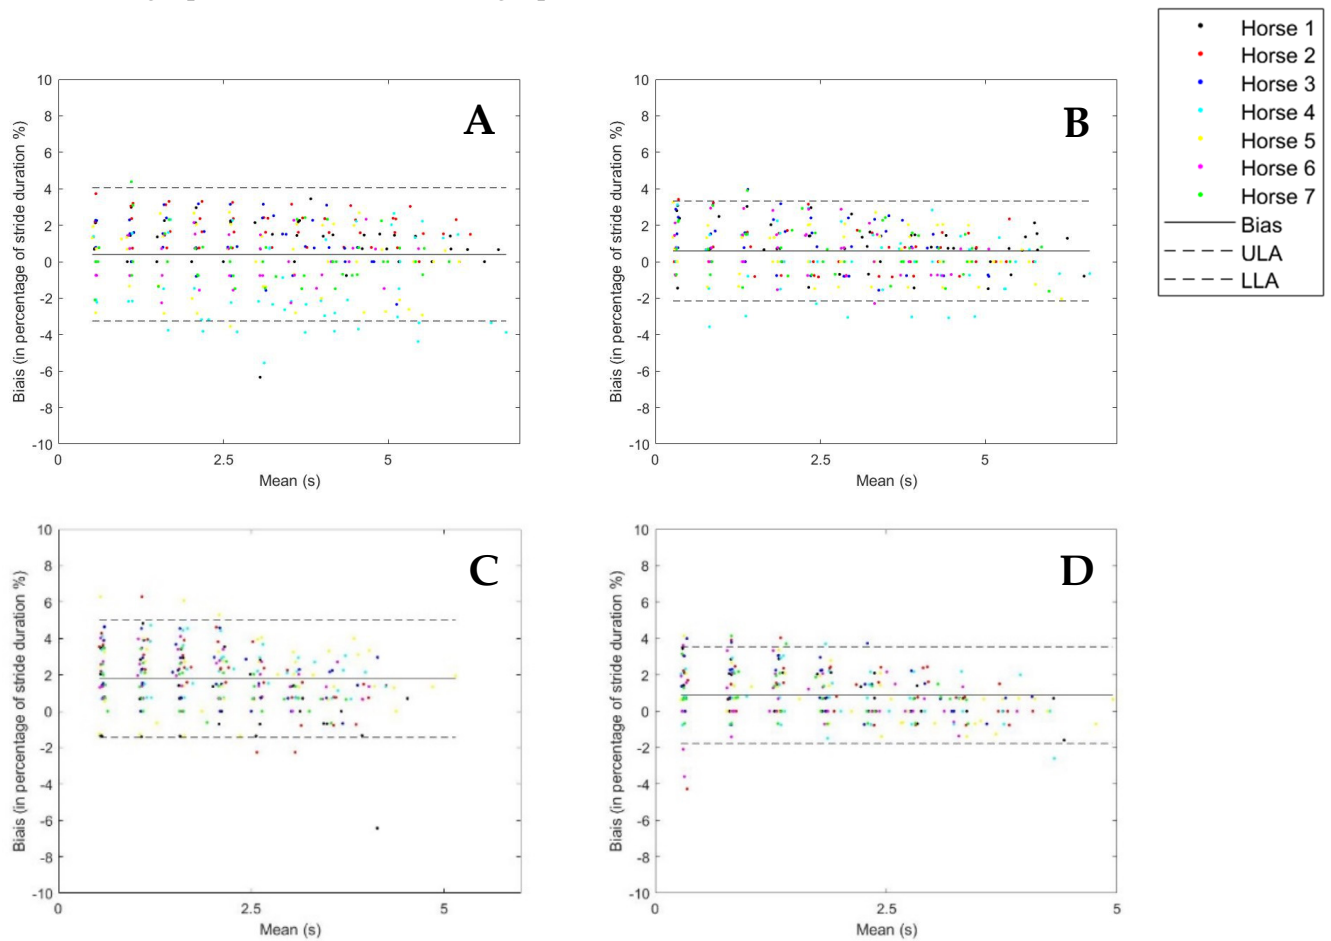 Horse 1
Horse 2
Horse 3
Horse 4
Horse 5
Horse 6
Horse 7
Bias
ULA
LLA
A
Biais (in percentage of stride duration %)
10
8
6
4
2
0
-2
-4
-6
-8
-10
0
2.5
5
Mean (s)
B
Biais (in percentage of stride duration %)
10
8
6
4
2
0
-2
-4
-6
-8
-10
0
2.5
5
Mean (s)
C
Biais (in percentage of stride duration %)
10
8
6
4
2
0
-2
-4
-6
-8
-10
0
2.5
5
Mean (s)
D
Biais (in percentage of stride duration %)
10
8
6
4
2
0
-2
-4
-6
-8
-10
0
2.5
5
Mean (s)